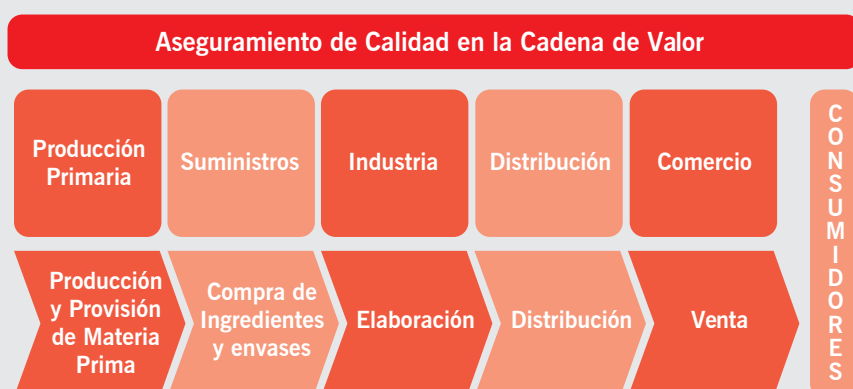 Aseguramiento de Calidad en la Cadena de Valor
Producción
Primaria
Suministros
Industria
Distribución
Comercio
Producción
y Provisión
de Materia
Prima
Compra de
Ingredientes
y envases
Elaboración
Distribución
Venta
CONSUMIDORES